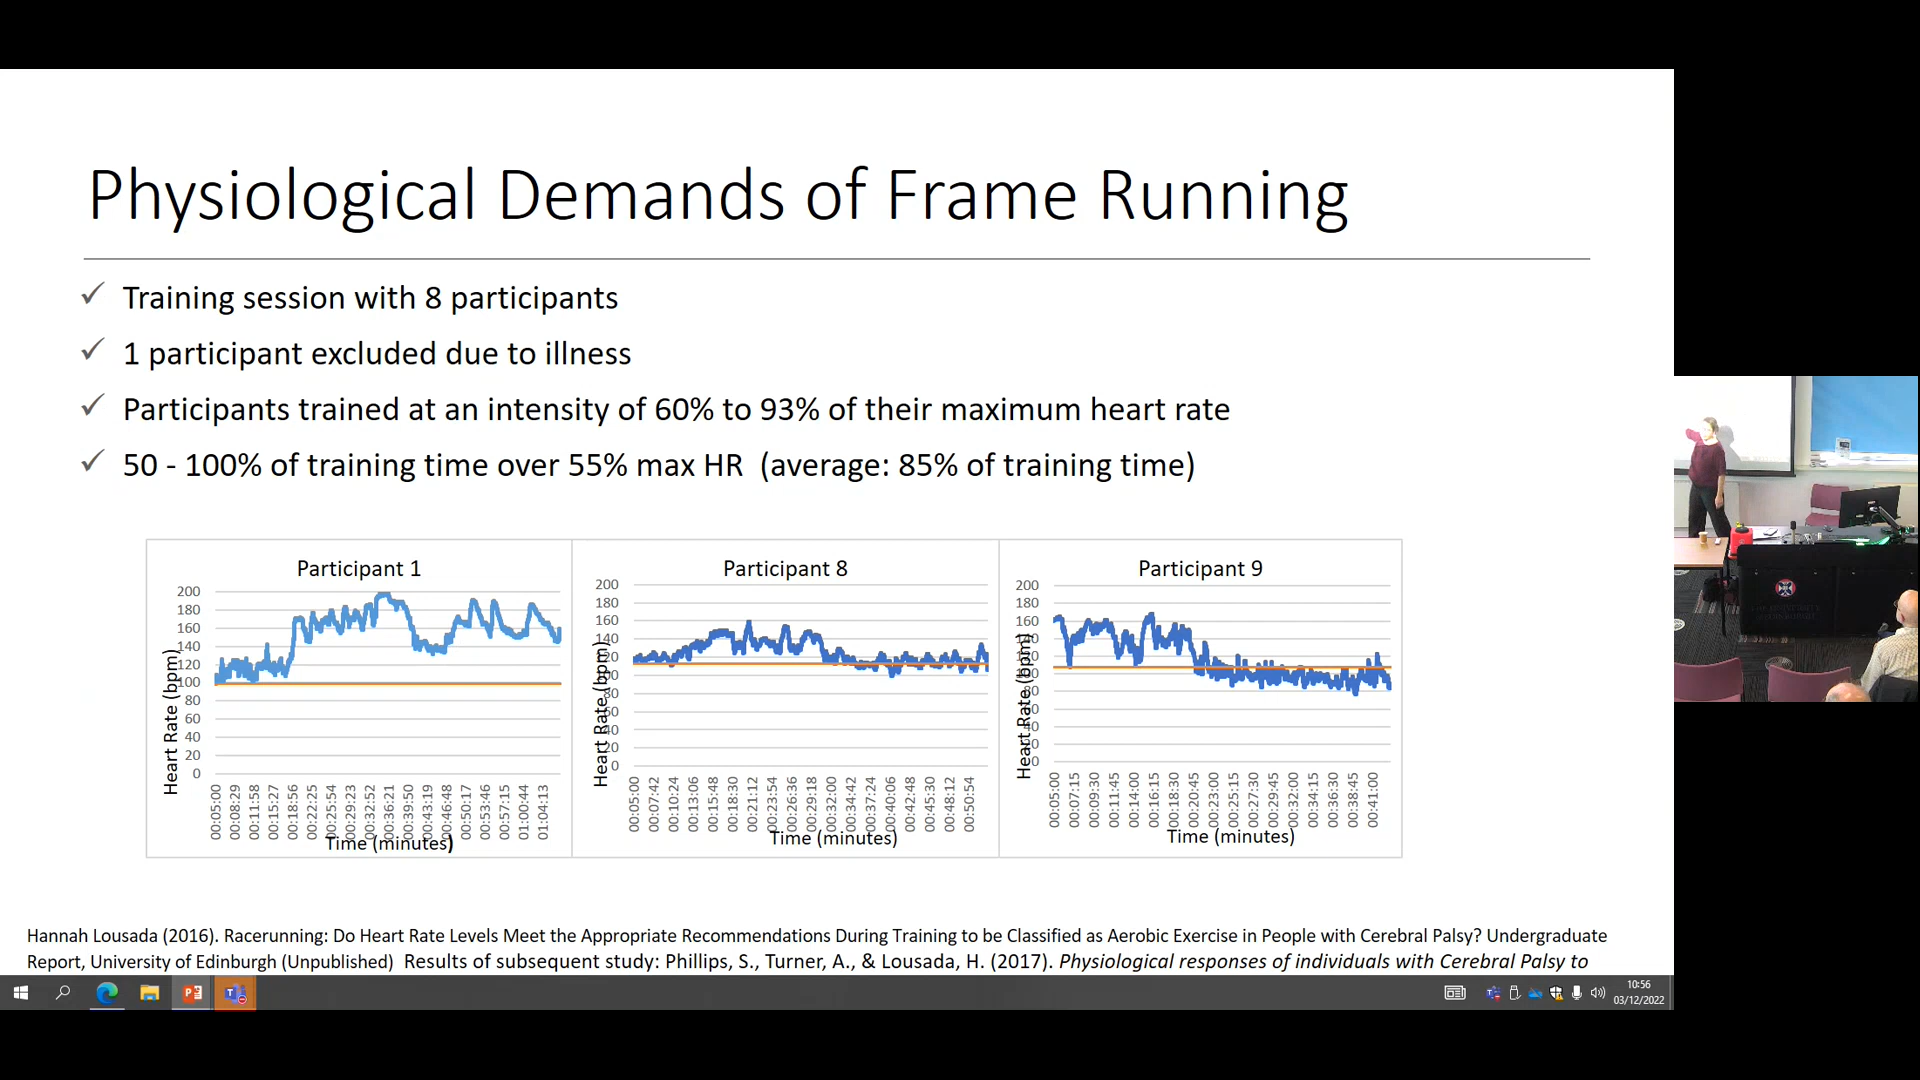 Physiological Demands of Frame Running
✓ Training session with 8 participants
✓ 1 participant excluded due to illness
✓ Participants trained at an intensity of 60% to 93% of their maximum heart rate
✓ 50 - 100% of training time over 55% max HR (average: 85% of training time)
Participant 1
Heart Rate (bpm)
200
180
160
140
120
100
80
60
40
20
0
00:05:00 00:08:29 00:11:58 00:15:27 00:18:56 00:22:25 00:25:54 00:29:23 00:32:52 00:36:21 00:39:50 00:43:19 00:46:48 00:50:17 00:53:46 00:57:15 01:00:44 01:04:13
Time (minutes)
Participant 8
Heart Rate (bpm)
200
180
160
140
120
100
80
60
40
20
0
00:05:00 00:07:42 00:10:24 00:13:06 00:15:48 00:18:30 00:21:12 00:23:54 00:26:36 00:29:18 00:32:00 00:34:42 00:37:24 00:40:06 00:42:48 00:45:30 00:48:12 00:50:54
Time (minutes)
Participant 9
Heart Rate (bpm)
200
180
160
140
120
100
80
60
40
20
0
00:05:00 00:07:15 00:09:30 00:11:45 00:14:00 00:16:15 00:18:30 00:20:45 00:23:00 00:25:15 00:27:30 00:29:45 00:32:00 00:34:15 00:36:30 00:38:45 00:41:00
Time (minutes)
Hannah Lousada (2016). Racerunning: Do Heart Rate Levels Meet the Appropriate Recommendations During Training to be Classified as Aerobic Exercise in People with Cerebral Palsy? Undergraduate
Report, University of Edinburgh (Unpublished) Results of subsequent study: Phillips, S., Turner, A., & Lousada, H. (2017). Physiological responses of individuals with Cerebral Palsy to
10:56
03/12/2022